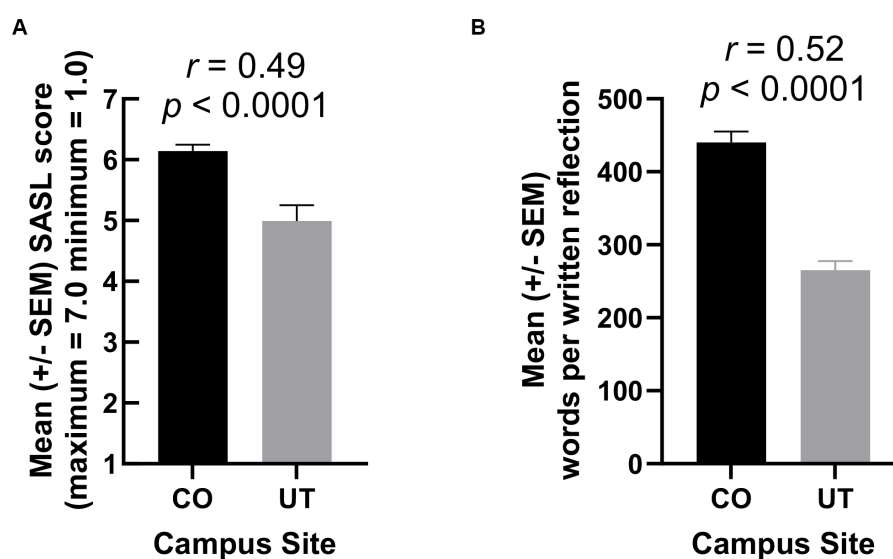 A
r = 0.49
p < 0.0001
Mean (+/- SEM) SASL score
(maximum = 7.0 minimum = 1.0)
7
6
5
4
3
2
1
CO UT
Campus Site
B
r = 0.52
p < 0.0001
Mean (+/- SEM)
words per written reflection
500
400
300
200
100
0
CO UT
Campus Site